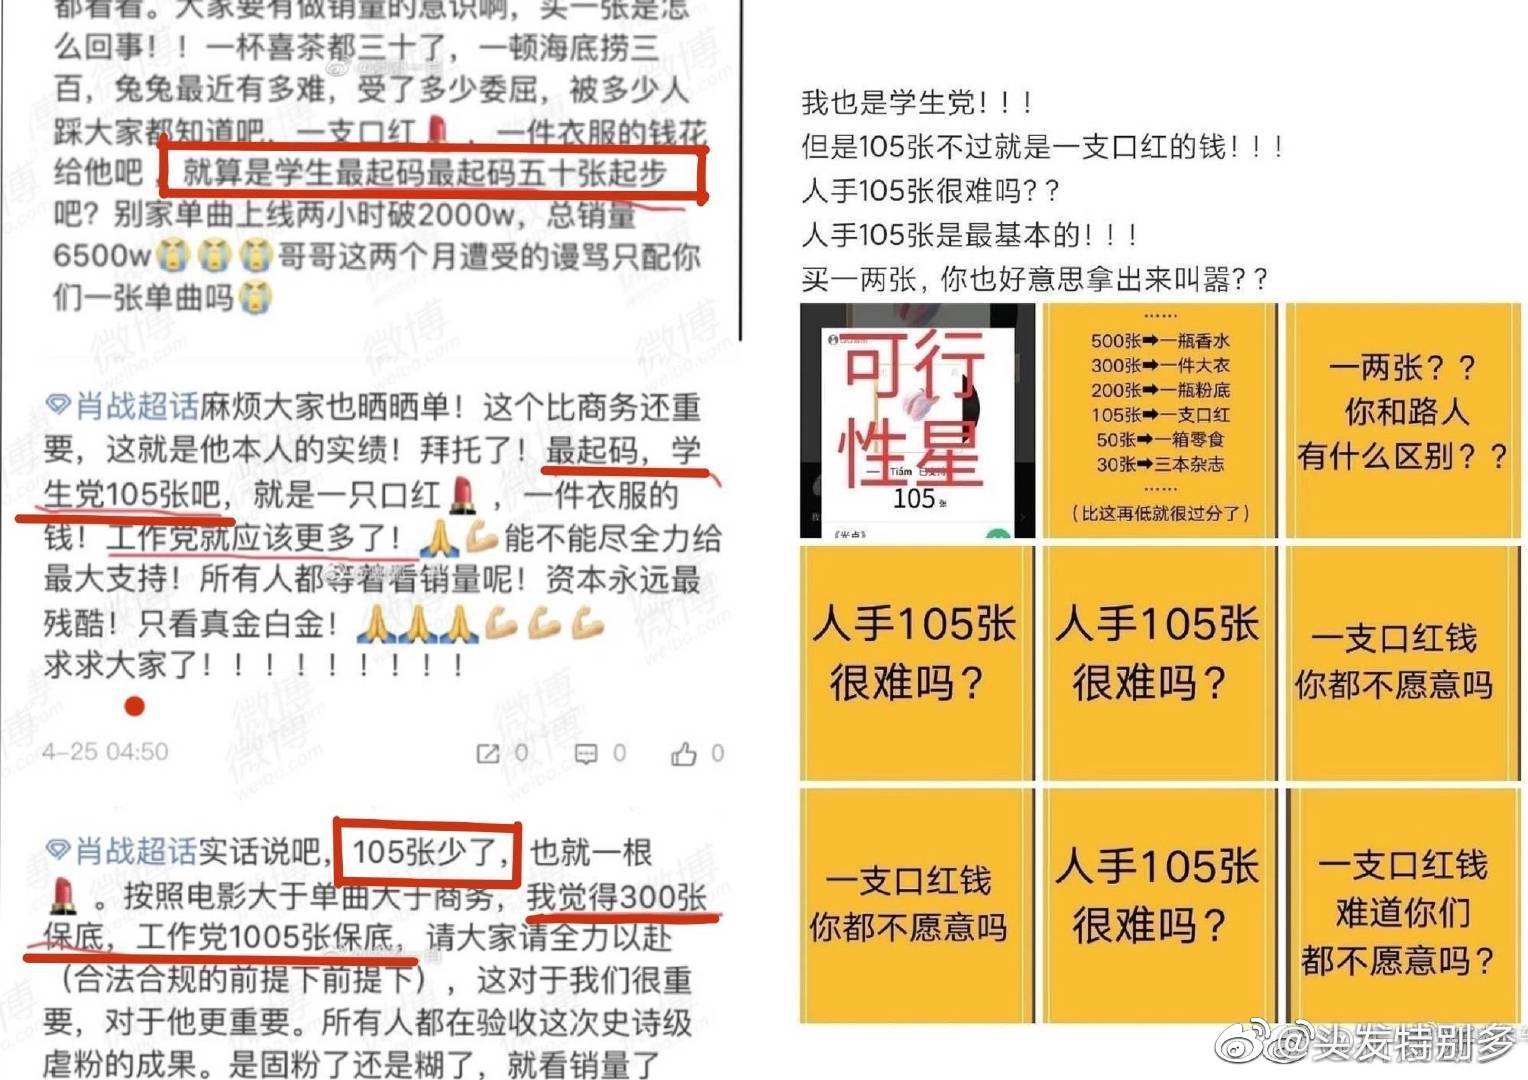 都看看。大家要有做销量的意识啊，买一张是怎
么回事！！一杯喜茶都三十了，一顿海底捞三
百，兔兔最近有多难，受了多少委屈，被多少人
踩大家都知道吧，一支口红💄，一件衣服的钱花
给他吧，就算是学生最起码最起码五十张起步
吧？别家单曲上线两小时破2000w，总销量
6500w😭😭😭哥哥这两个月遭受的谩骂只配你
们一张单曲吗😭
肖战超话麻烦大家也晒晒单！这个比商务还重
要，这就是他本人的实绩！拜托了！最起码，学
生党105张吧，就是一只口红💄，一件衣服的
钱！工作党就应该更多了！🙏💪能不能尽全力给
最大支持！所有人都等着看销量呢！资本永远最
残酷！只看真金白金！🙏🙏🙏💪💪💪
求求大家了！！！！！！！！！
4-25 04:50
0 0 0
肖战超话实话说吧，105张少了，也就一根
💄。按照电影大于单曲大于商务，我觉得300张
保底，工作党1005张保底，请大家请全力以赴
（合法合规的前提下前提下），这对于我们很重
要，对于他更重要。所有人都在验收这次史诗级
虐粉的成果。是固粉了还是糊了，就看销量了
我也是学生党！！！
但是105张不过就是一支口红的钱！！！
人手105张很难吗？？
人手105张是最基本的！！！
买一两张，你也好意思拿出来叫嚣？？
可行
性星
Tiám
105 张
《光点》
......
500张➡一瓶香水
300张➡一件大衣
200张➡一瓶粉底
105张➡一支口红
50张➡一箱零食
30张➡三本杂志
......
（比这再低就很过分了）
一两张？？
你和路人
有什么区别？？
人手105张
很难吗？
人手105张
很难吗？
一支口红钱
你都不愿意吗
一支口红钱
你都不愿意吗
人手105张
很难吗？
一支口红钱
难道你们
都不愿意吗？
@头发特别多